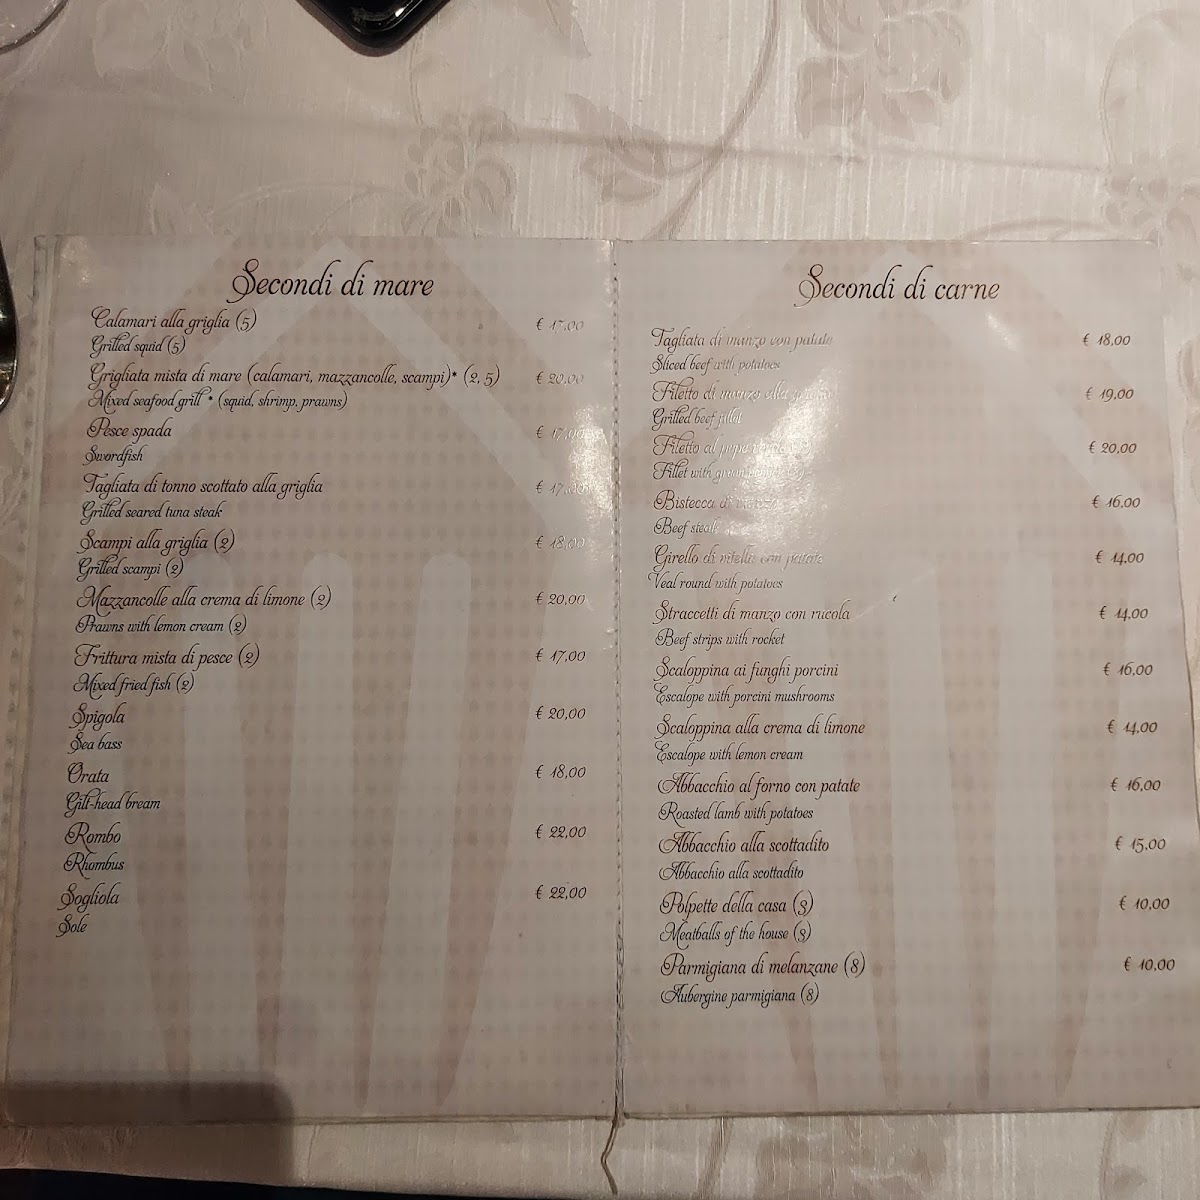 Secondi di mare
Calamari alla griglia (5) € 17,00
Grilled squid (5)
Grigliata mista di mare (calamari, mazzancolle, scampi)* (2, 5) € 20,00
Mixed seafood grill * (squid, shrimp, prawns)
Pesce spada € 17,00
Swordfish
Tagliata di tonno scottato alla griglia € 17,00
Grilled seared tuna steak
Scampi alla griglia (2) € 18,00
Grilled scampi (2)
Mazzancolle alla crema di limone (2) € 20,00
Prawns with lemon cream (2)
Frittura mista di pesce (2) € 17,00
Mixed fried fish (2)
Spigola € 20,00
Sea bass
Orata € 18,00
Gilt-head bream
Rombo € 22,00
Rhombus
Sogliola € 22,00
Sole
Secondi di carne
Tagliata di manzo con patate € 18,00
Sliced beef with potatoes
Filetto di manzo alla € 19,00
Grilled beef fillet
Filetto al pepe € 20,00
Fillet with green
Bistecca di € 16,00
Beef steak
Girello di vitella con patate € 14,00
Veal round with potatoes
Straccetti di manzo con rucola € 14,00
Beef strips with rocket
Scaloppina ai funghi porcini € 16,00
Escalope with porcini mushrooms
Scaloppina alla crema di limone € 14,00
Escalope with lemon cream
Abbacchio al forno con patate € 16,00
Roasted lamb with potatoes
Abbacchio alla scottadito € 15,00
Abbacchio alla scottadito
Polpette della casa (3) € 10,00
Meatballs of the house (3)
Parmigiana di melanzane (8) € 10,00
Aubergine parmigiana (8)